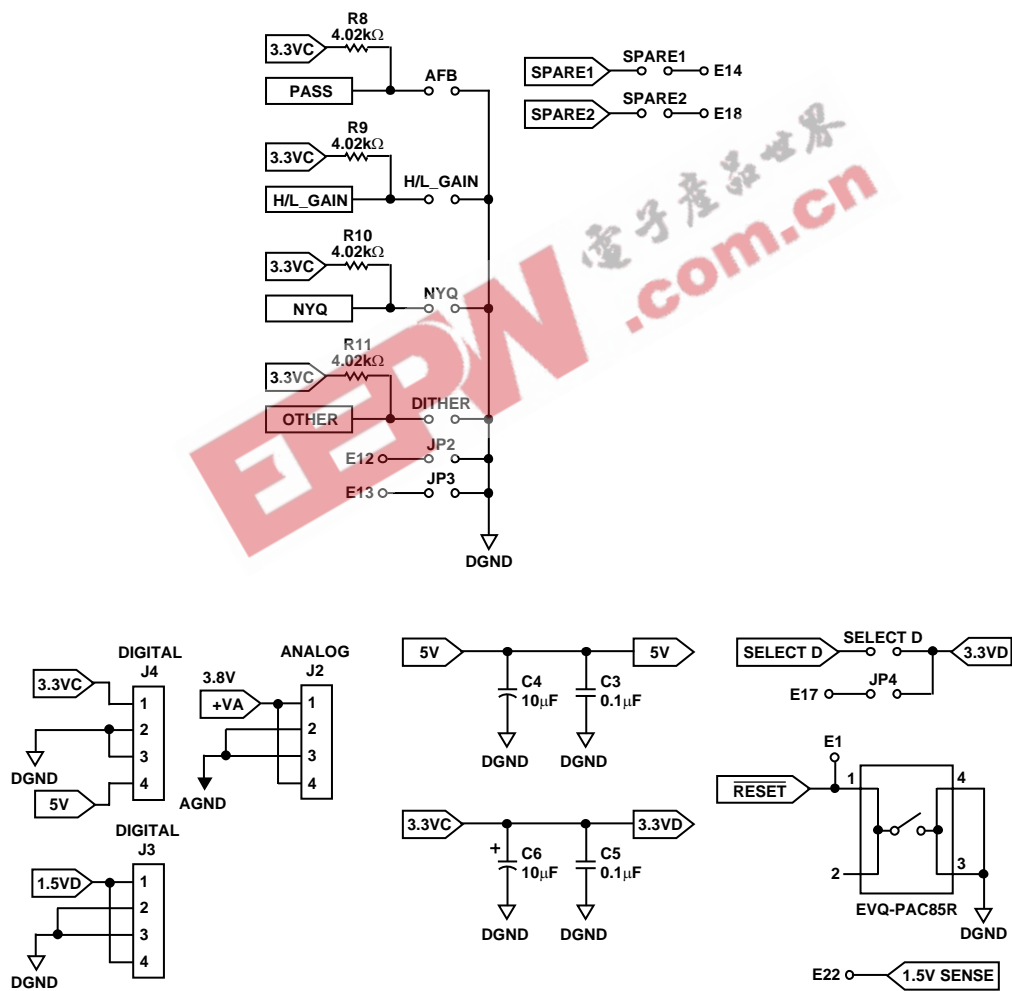 R8
4.02kΩ
3.3VC
PASS
AFB
SPARE1
SPARE1
E14
SPARE2
SPARE2
E18
R9
4.02kΩ
3.3VC
H/L_GAIN
H/L_GAIN
R10
4.02kΩ
3.3VC
NYQ
NYQ
R11
4.02kΩ
3.3VC
OTHER
DITHER
E12
JP2
E13
JP3
DGND
EEPW
電子產品世界
.com.cn
DIGITAL
J4
3.3VC
1
2
3
4
DGND
5V
ANALOG
J2
3.8V
+VA
1
2
3
4
AGND
DIGITAL
J3
1.5VD
1
2
3
4
DGND
5V
5V
C4
10µF
C3
0.1µF
DGND
DGND
3.3VC
3.3VD
+
C6
10µF
C5
0.1µF
DGND
DGND
SELECT D
SELECT D
3.3VD
E17
JP4
E1
RESET
1
4
2
3
EVQ-PAC85R
DGND
E22
1.5V SENSE